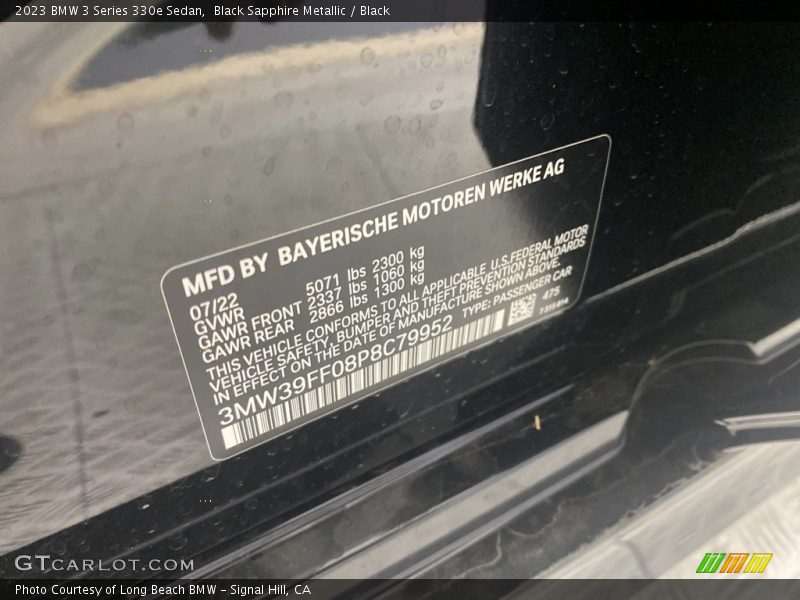 2023 BMW 3 Series 330e Sedan, Black Sapphire Metallic / Black
MFD BY BAYERISCHE MOTOREN WERKE AG
07/22
GVWR 5071 lbs 2300 kg
GAWR FRONT 2337 lbs 1060 kg
GAWR REAR 2866 lbs 1300 kg
THIS VEHICLE CONFORMS TO ALL APPLICABLE U.S.FEDERAL MOTOR
VEHICLE SAFETY, BUMPER AND THEFT PREVENTION STANDARDS
IN EFFECT ON THE DATE OF MANUFACTURE SHOWN ABOVE.
3MW39FF08P8C79952 TYPE: PASSENGER CAR
475
GTCARLOT.COM
Photo Courtesy of Long Beach BMW – Signal Hill, CA